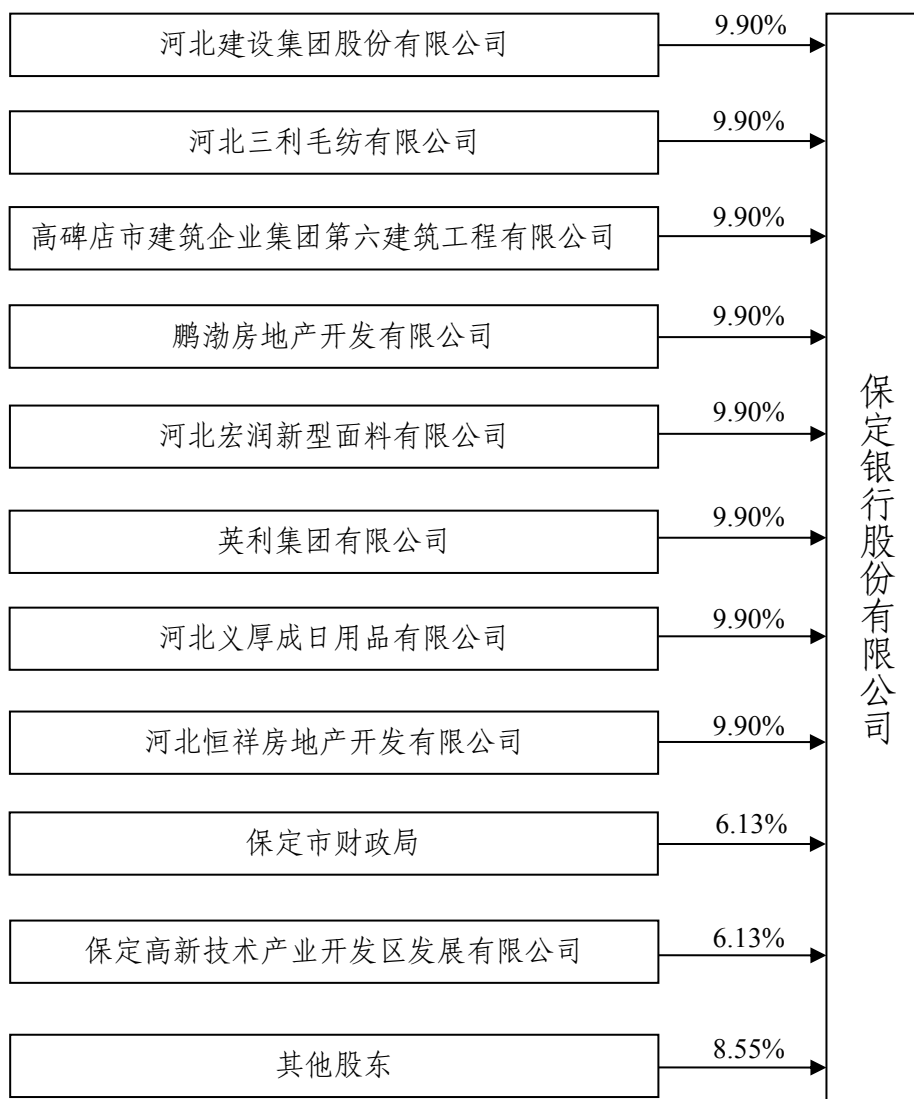 河北建设集团股份有限公司
9.90%
河北三利毛纺有限公司
9.90%
高碑店市建筑企业集团第六建筑工程有限公司
9.90%
鹏渤房地产开发有限公司
9.90%
河北宏润新型面料有限公司
9.90%
英利集团有限公司
9.90%
河北义厚成日用品有限公司
9.90%
河北恒祥房地产开发有限公司
9.90%
保定市财政局
6.13%
保定高新技术产业开发区发展有限公司
6.13%
其他股东
8.55%
保定银行股份有限公司